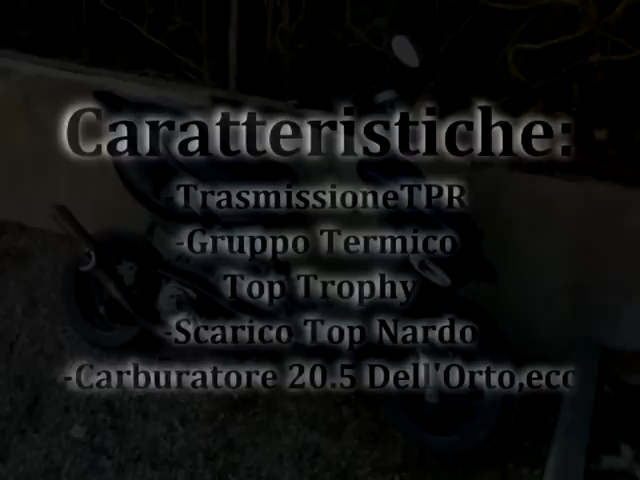 Caratteristiche:
-TrasmissioneTPR
-Gruppo Termico
Top Trophy
-Scarico Top Nardo
-Carburatore 20.5 Dell'Orto,ecc